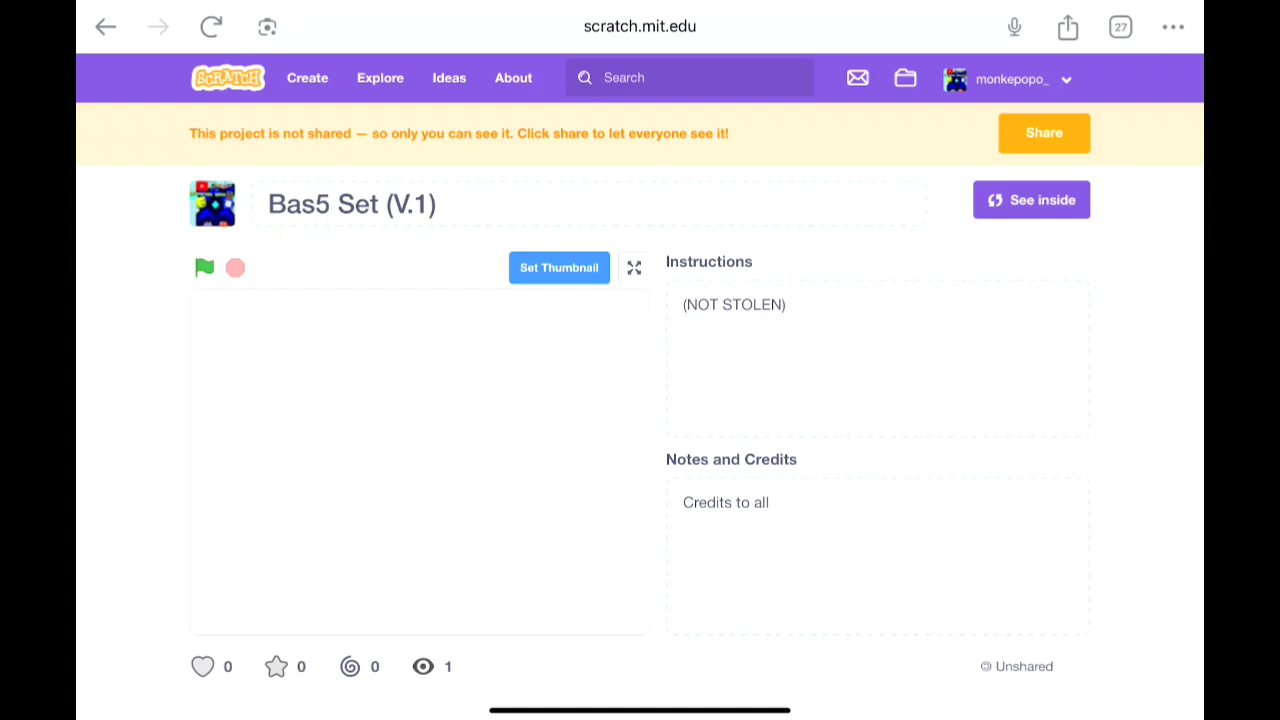 scratch.mit.edu
27
SCRATCH
Create
Explore
Ideas
About
Search
monkepopo_
This project is not shared — so only you can see it. Click share to let everyone see it!
Share
Bas5 Set (V.1)
See inside
Set Thumbnail
Instructions
(NOT STOLEN)
Notes and Credits
Credits to all
0
0
0
1
Unshared